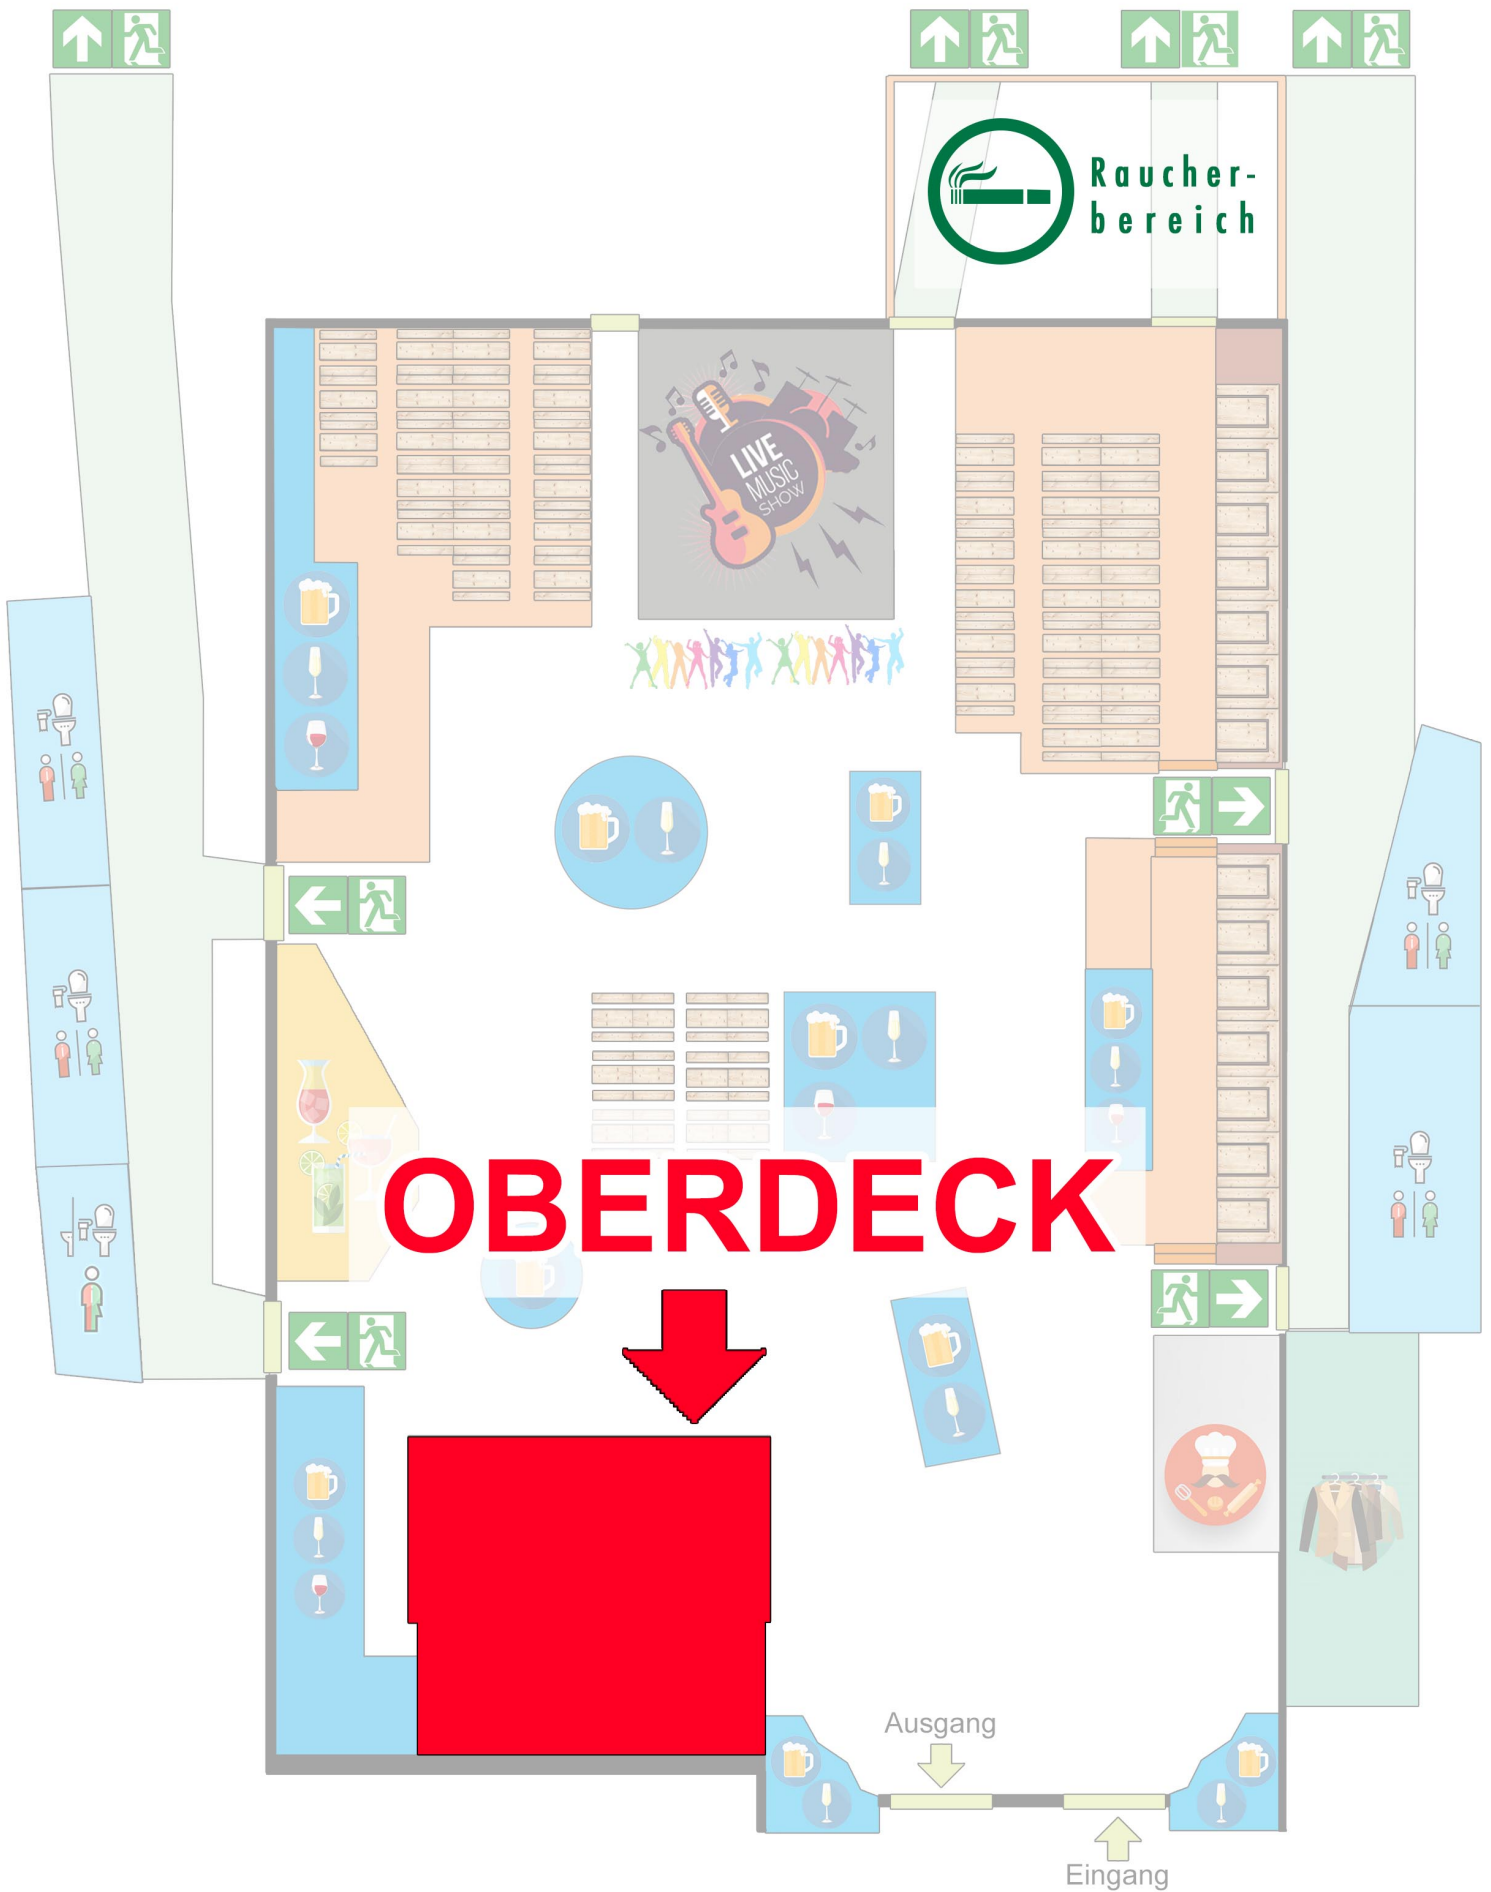 Raucher-
bereich
LIVE
MUSIC
SHOW
OBERDECK
Ausgang
Eingang